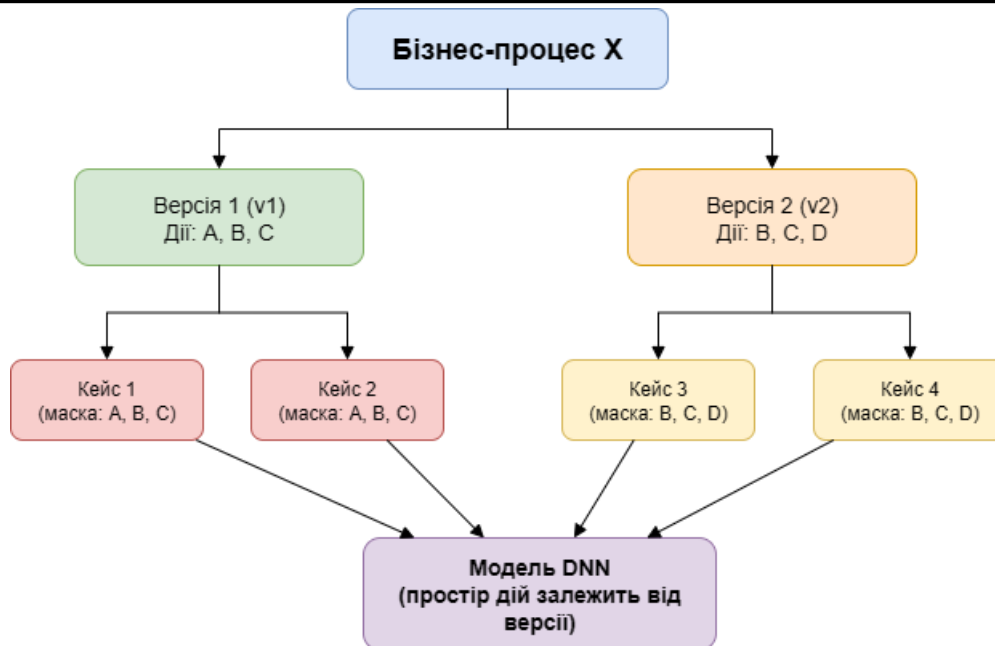 Бізнес-процес X
Версія 1 (v1)
Дії: A, B, C
Версія 2 (v2)
Дії: B, C, D
Кейс 1
(маска: A, B, C)
Кейс 2
(маска: A, B, C)
Кейс 3
(маска: B, C, D)
Кейс 4
(маска: B, C, D)
Модель DNN
(простір дій залежить від
версії)